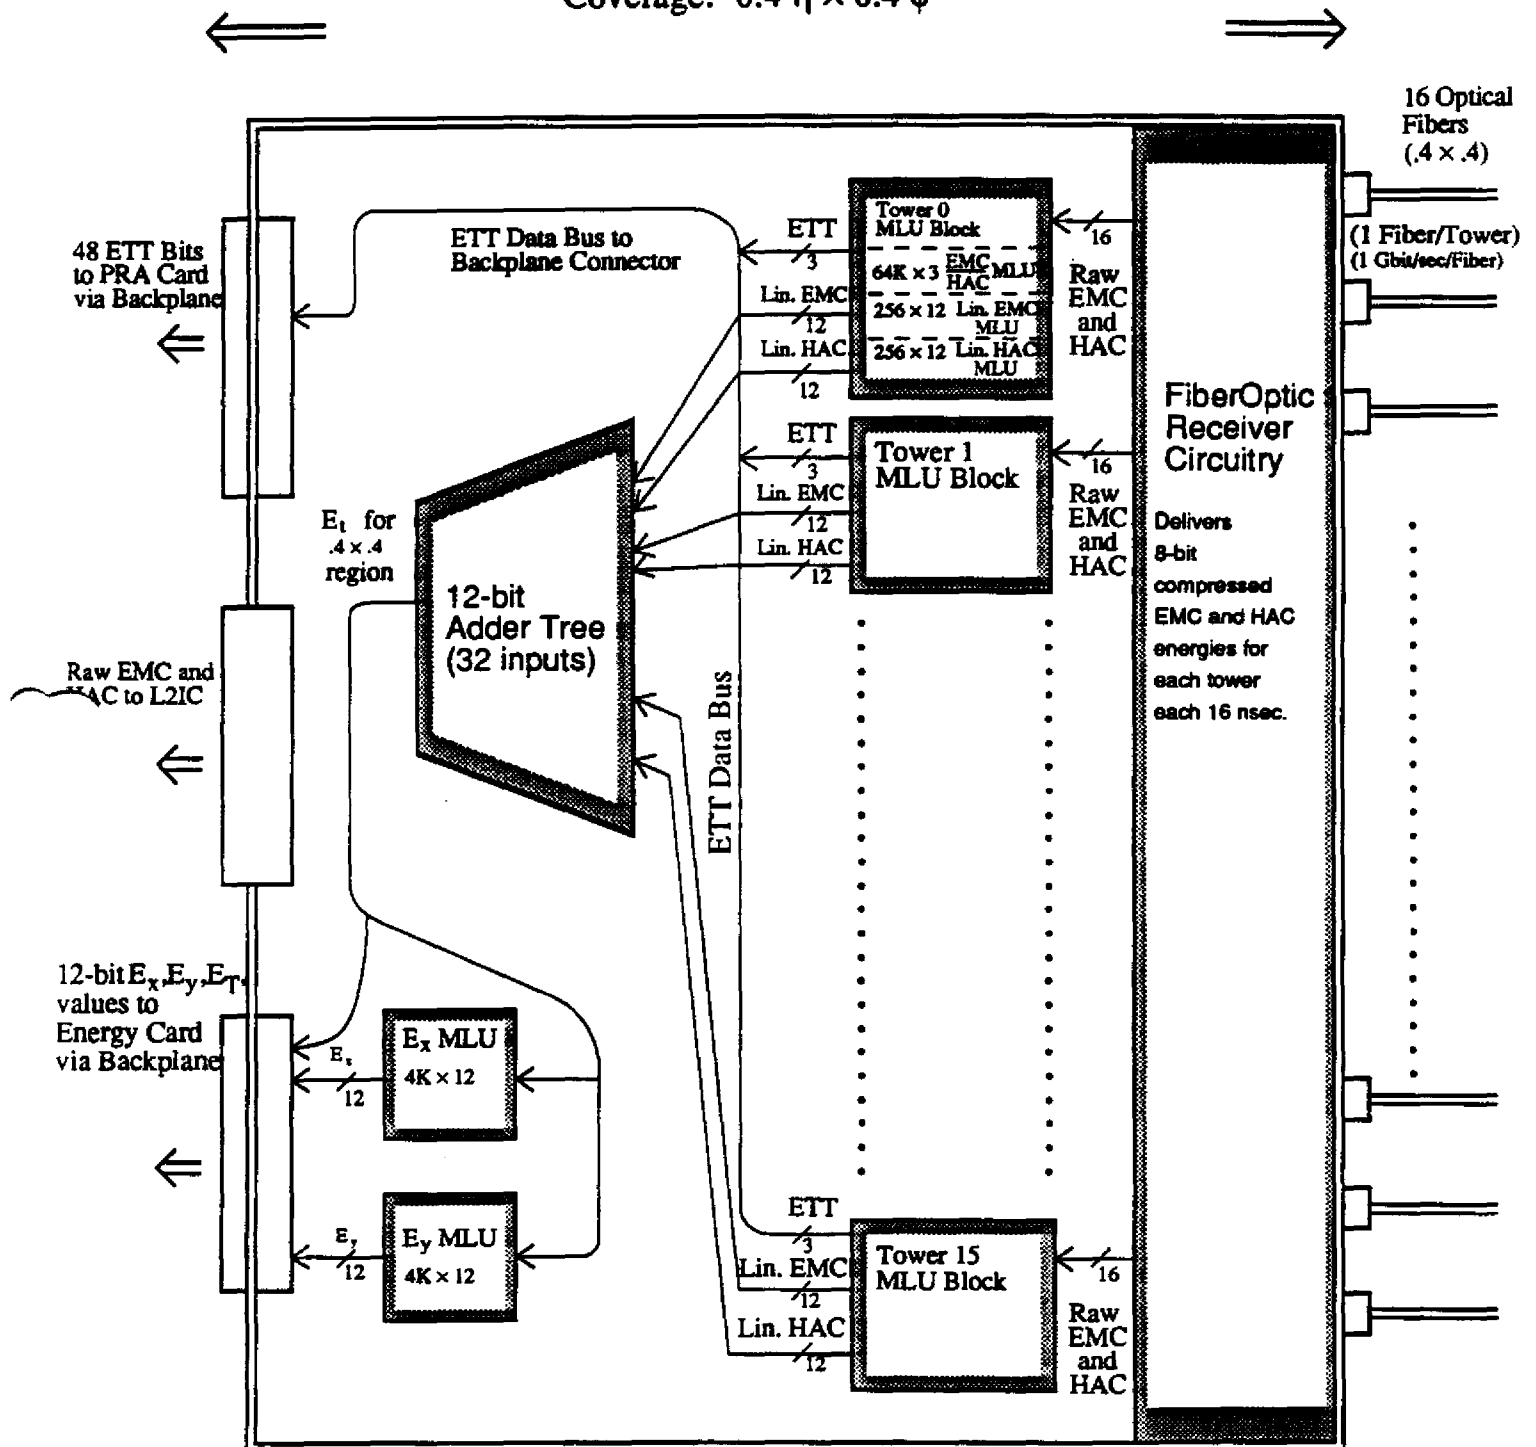 Coverage: 0.4 η × 0.4 φ
16 Optical
Fibers
(.4 × .4)
(1 Fiber/Tower)
(1 Gbit/sec/Fiber)
48 ETT Bits
to PRA Card
via Backplane
ETT Data Bus to
Backplane Connector
ETT
3
Lin. EMC
12
Lin. HAC
12
Tower 0
MLU Block
64K × 3 EMC/HAC MLU
256 × 12 Lin. EMC
MLU
256 × 12 Lin. HAC
MLU
16
Raw
EMC
and
HAC
FiberOptic
Receiver
Circuitry
Delivers
8-bit
compressed
EMC and HAC
energies for
each tower
each 16 nsec.
ETT
3
Lin. EMC
12
Lin. HAC
12
Tower 1
MLU Block
16
Raw
EMC
and
HAC
Et for
.4 × .4
region
12-bit
Adder Tree
(32 inputs)
Raw EMC and
HAC to L2IC
ETT Data Bus
12-bit Ex,Ey,ET,
values to
Energy Card
via Backplane
Ex
12
Ex MLU
4K × 12
Ey
12
Ey MLU
4K × 12
ETT
3
Lin. EMC
12
Lin. HAC
12
Tower 15
MLU Block
16
Raw
EMC
and
HAC